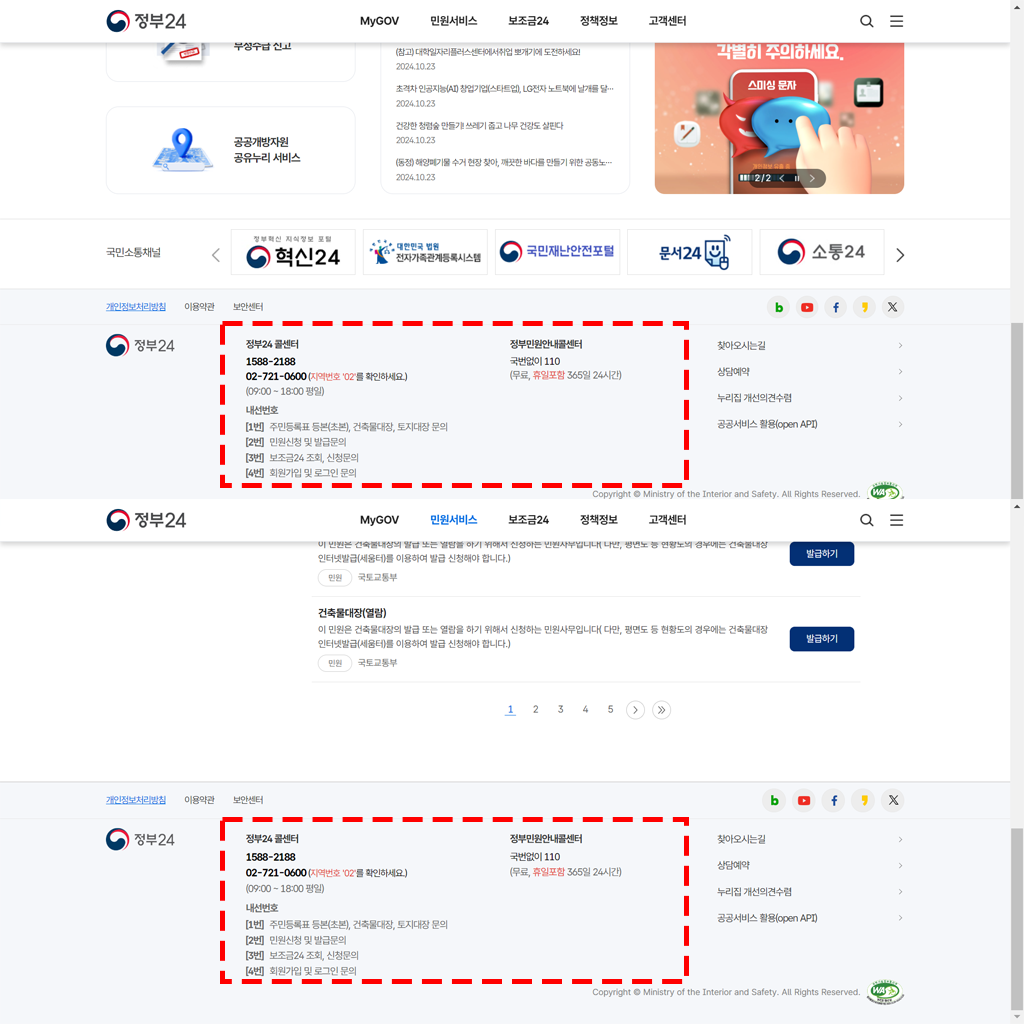 정부24
MyGOV 민원서비스 보조금24 정책정보 고객센터
부정수급 신고
(참고) 대학일자리플러스센터에서 취업 뽀개기에 도전하세요!
2024.10.23
초격차 인공지능(AI) 창업기업(스타트업), LG전자 노트북에 날개를 달…
2024.10.23
건강한 청렴숲 만들기! 쓰레기 줍고 나무 건강도 살핀다
2024.10.23
(동정) 해양폐기물 수거 현장 찾아, 깨끗한 바다를 만들기 위한 공동노…
2024.10.23
공공개방자원
공유누리 서비스
각별히 주의하세요.
스미싱 문자
2/2
국민소통채널
정부혁신 지식정보 포털
혁신24
대한민국 법원
전자가족관계등록시스템
국민재난안전포털
문서24
소통24
개인정보처리방침 이용약관 보안센터
정부24
정부24 콜센터
1588-2188
02-721-0600 (지역번호 '02'를 확인하세요.)
(09:00 ~ 18:00 평일)
내선번호
[1번] 주민등록표 등본(초본), 건축물대장, 토지대장 문의
[2번] 민원신청 및 발급문의
[3번] 보조금24 조회, 신청문의
[4번] 회원가입 및 로그인 문의
정부민원안내콜센터
국번없이 110
(무료, 휴일포함 365일 24시간)
찾아오시는길
상담예약
누리집 개선의견수렴
공공서비스 활용(open API)
Copyright © Ministry of the Interior and Safety. All Rights Reserved.
WA
정부24
MyGOV 민원서비스 보조금24 정책정보 고객센터
이 민원은 건축물대장의 발급 또는 열람을 하기 위해서 신청하는 민원사무입니다( 다만, 평면도 등 현황도의 경우에는 건축물대장
인터넷발급(세움터)를 이용하여 발급 신청해야 합니다.)
민원 국토교통부
발급하기
건축물대장(열람)
이 민원은 건축물대장의 발급 또는 열람을 하기 위해서 신청하는 민원사무입니다( 다만, 평면도 등 현황도의 경우에는 건축물대장
인터넷발급(세움터)를 이용하여 발급 신청해야 합니다.)
민원 국토교통부
발급하기
1 2 3 4 5
개인정보처리방침 이용약관 보안센터
정부24
정부24 콜센터
1588-2188
02-721-0600 (지역번호 '02'를 확인하세요.)
(09:00 ~ 18:00 평일)
내선번호
[1번] 주민등록표 등본(초본), 건축물대장, 토지대장 문의
[2번] 민원신청 및 발급문의
[3번] 보조금24 조회, 신청문의
[4번] 회원가입 및 로그인 문의
정부민원안내콜센터
국번없이 110
(무료, 휴일포함 365일 24시간)
찾아오시는길
상담예약
누리집 개선의견수렴
공공서비스 활용(open API)
Copyright © Ministry of the Interior and Safety. All Rights Reserved.
WA